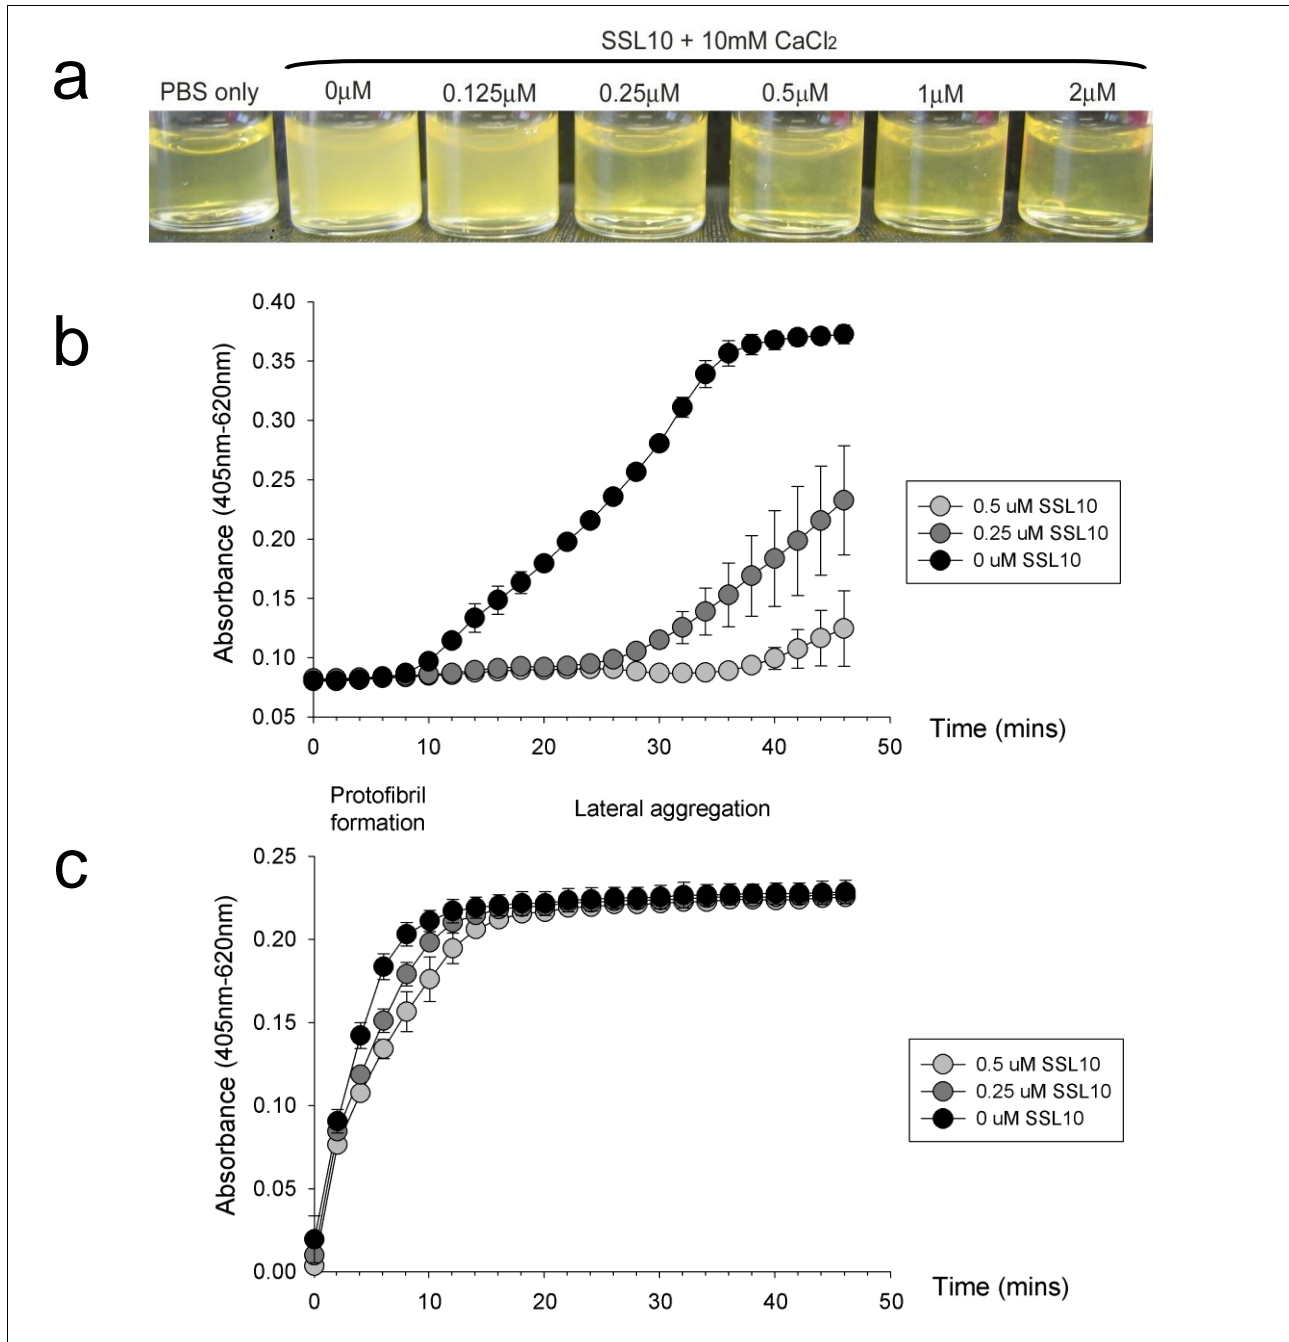 a
SSL10 + 10mM CaCl2
PBS only 0µM 0.125µM 0.25µM 0.5µM 1µM 2µM
b
Absorbance (405nm-620nm)
0.40
0.35
0.30
0.25
0.20
0.15
0.10
0.05
0 10 20 30 40 50
Time (mins)
0.5 uM SSL10
0.25 uM SSL10
0 uM SSL10
Protofibril
formation
Lateral aggregation
c
Absorbance (405nm-620nm)
0.25
0.20
0.15
0.10
0.05
0.00
0 10 20 30 40 50
Time (mins)
0.5 uM SSL10
0.25 uM SSL10
0 uM SSL10